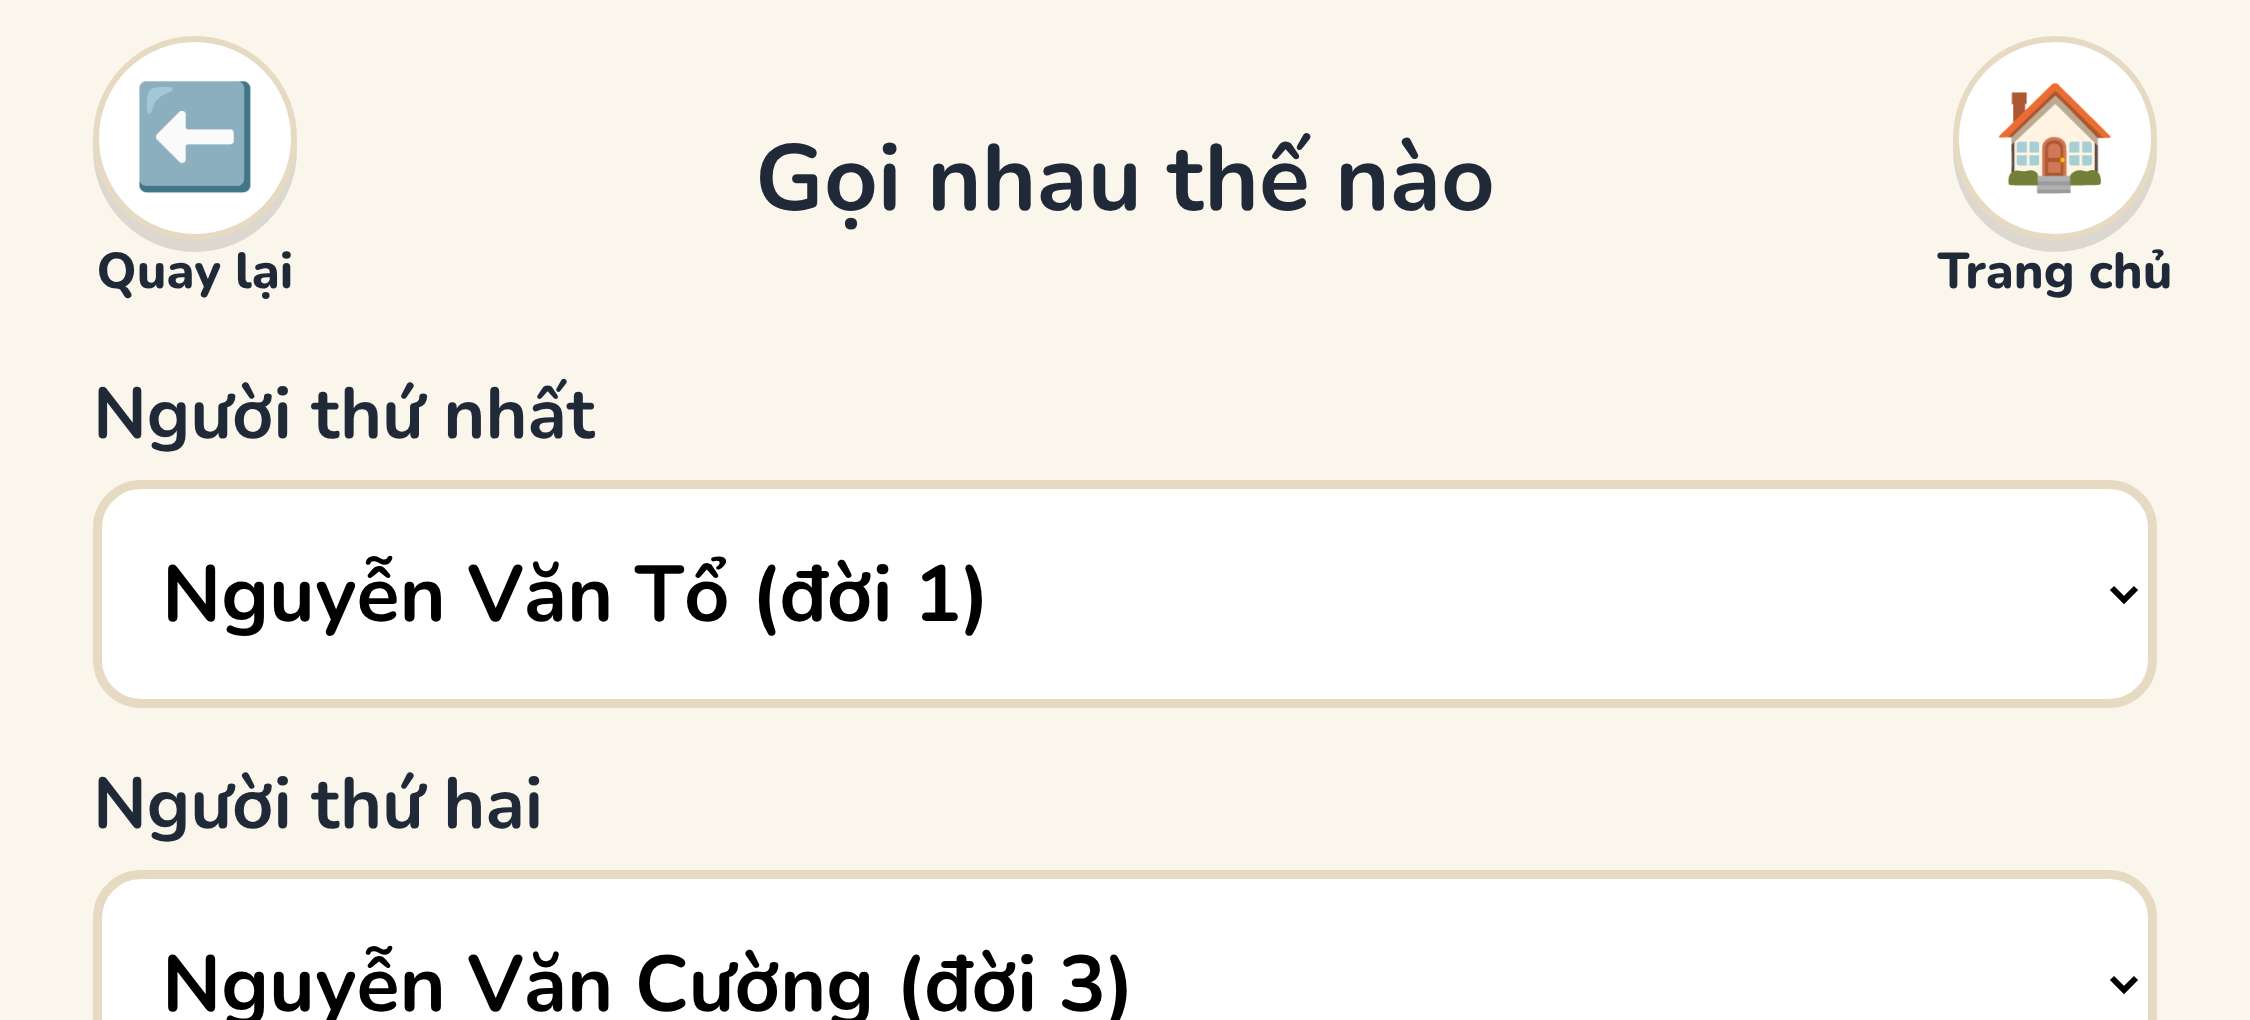 Gọi nhau thế nào
Quay lại
Trang chủ
Người thứ nhất
Nguyễn Văn Tổ (đời 1)
Người thứ hai
Nguyễn Văn Cường (đời 3)